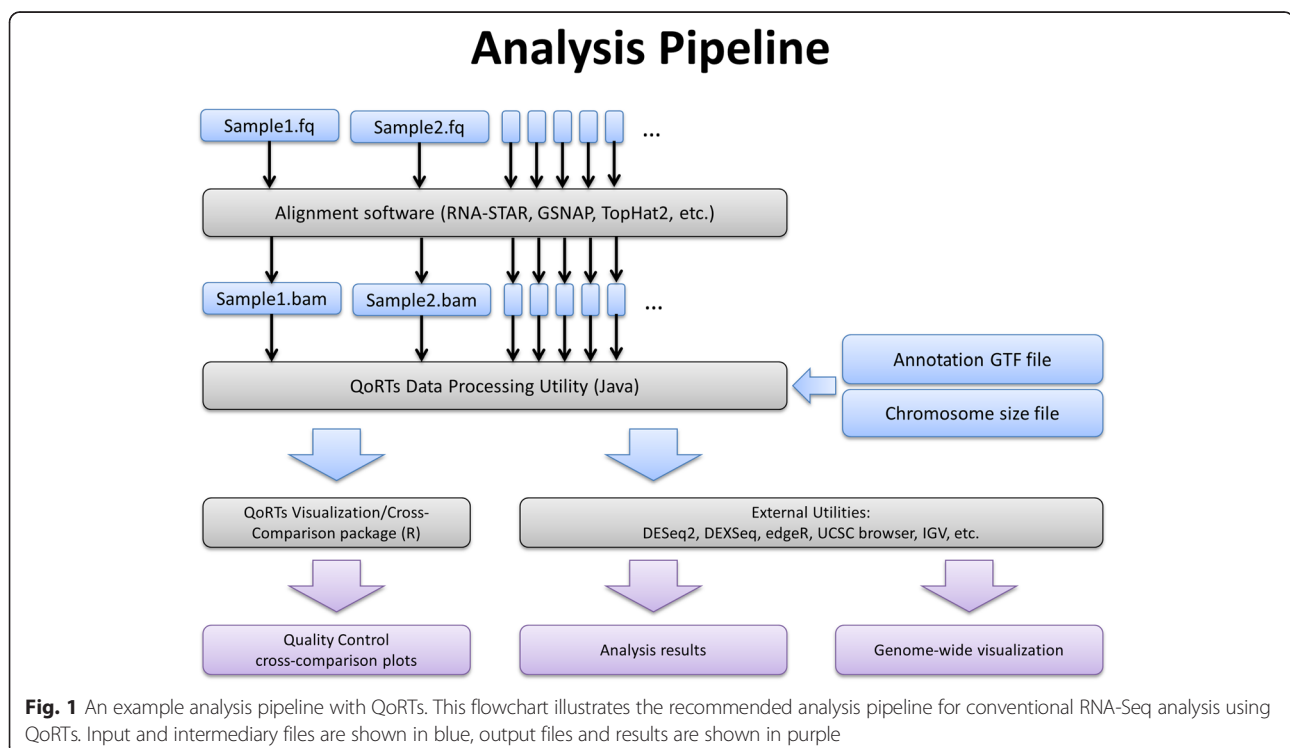 Analysis Pipeline
Sample1.fq
Sample2.fq
...
Alignment software (RNA-STAR, GSNAP, TopHat2, etc.)
Sample1.bam
Sample2.bam
...
Annotation GTF file
QoRTs Data Processing Utility (Java)
Chromosome size file
QoRTs Visualization/Cross-
Comparison package (R)
External Utilities:
DESeq2, DEXSeq, edgeR, UCSC browser, IGV, etc.
Quality Control
cross-comparison plots
Analysis results
Genome-wide visualization
Fig. 1 An example analysis pipeline with QoRTs. This flowchart illustrates the recommended analysis pipeline for conventional RNA-Seq analysis using
QoRTs. Input and intermediary files are shown in blue, output files and results are shown in purple